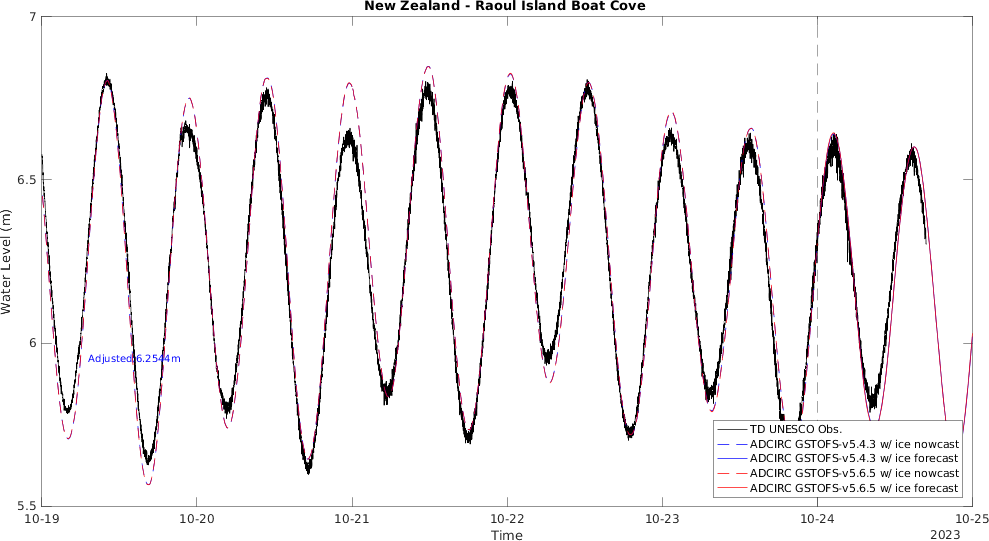 New Zealand - Raoul Island Boat Cove
7
6.5
6
5.5
Water Level (m)
Adjusted 6.2544m
TD UNESCO Obs.
ADCIRC GSTOFS-v5.4.3 w/ ice nowcast
ADCIRC GSTOFS-v5.4.3 w/ ice forecast
ADCIRC GSTOFS-v5.6.5 w/ ice nowcast
ADCIRC GSTOFS-v5.6.5 w/ ice forecast
10-19 10-20 10-21 10-22 10-23 10-24 10-25
Time
2023